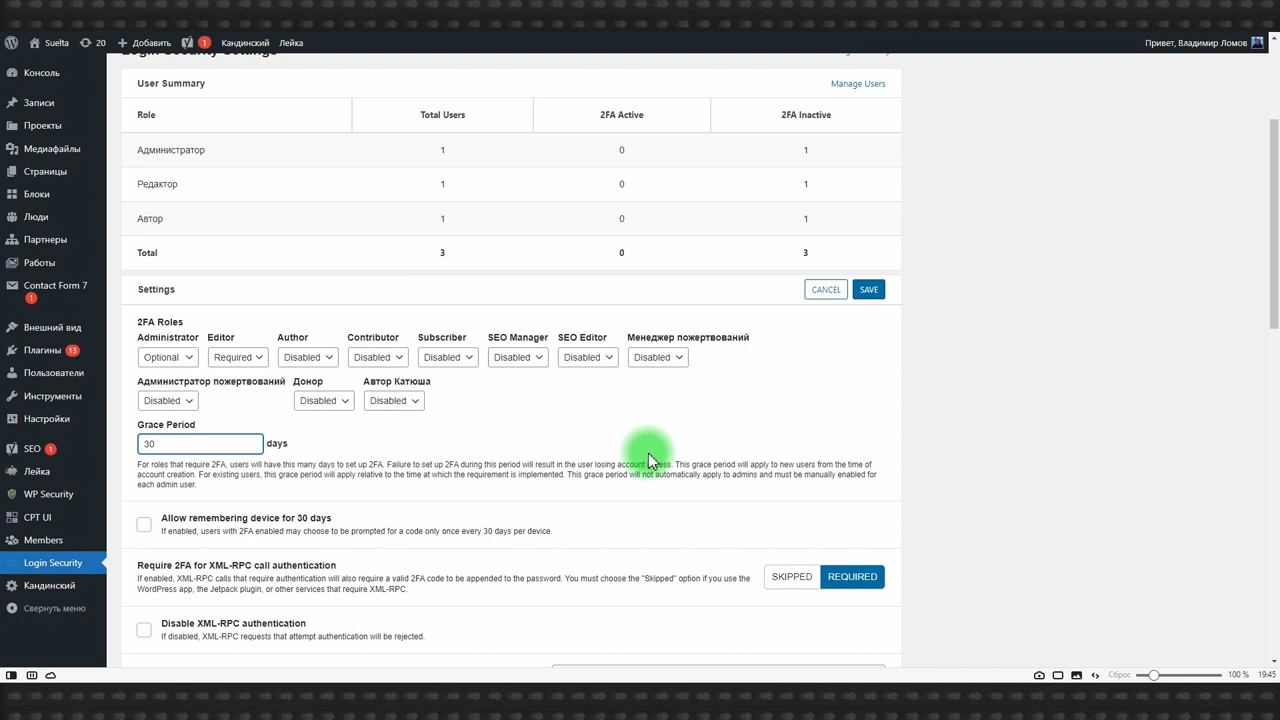 Suelta 20 Добавить 1 Кандинский Лейка Привет, Владимир Ломов
Login Security Settings
Консоль
Записи
Проекты
Медиафайлы
Страницы
Блоки
Люди
Партнеры
Работы
Contact Form 7
1
Внешний вид
Плагины 13
Пользователи
Инструменты
Настройки
SEO 1
Лейка
WP Security
CPT UI
Members
Login Security
Кандинский
Свернуть меню
User Summary Manage Users
Role Total Users 2FA Active 2FA Inactive
Администратор 1 0 1
Редактор 1 0 1
Автор 1 0 1
Total 3 0 3
Settings CANCEL SAVE
2FA Roles
Administrator Editor Author Contributor Subscriber SEO Manager SEO Editor Менеджер пожертвований
Optional Required Disabled Disabled Disabled Disabled Disabled Disabled
Администратор пожертвований Донор Автор Катюша
Disabled Disabled Disabled
Grace Period
30 days
For roles that require 2FA, users will have this many days to set up 2FA. Failure to set up 2FA during this period will result in the user losing account This grace period will apply to new users from the time of
account creation. For existing users, this grace period will apply relative to the time at which the requirement is implemented. This grace period will not automatically apply to admins and must be manually enabled for
each admin user.
Allow remembering device for 30 days
If enabled, users with 2FA enabled may choose to be prompted for a code only once every 30 days per device.
Require 2FA for XML-RPC call authentication
If enabled, XML-RPC calls that require authentication will also require a valid 2FA code to be appended to the password. You must choose the "Skipped" option if you use the
WordPress app, the Jetpack plugin, or other services that require XML-RPC.
SKIPPED REQUIRED
Disable XML-RPC authentication
If disabled, XML-RPC requests that attempt authentication will be rejected.
Сброс 100 % 19:45